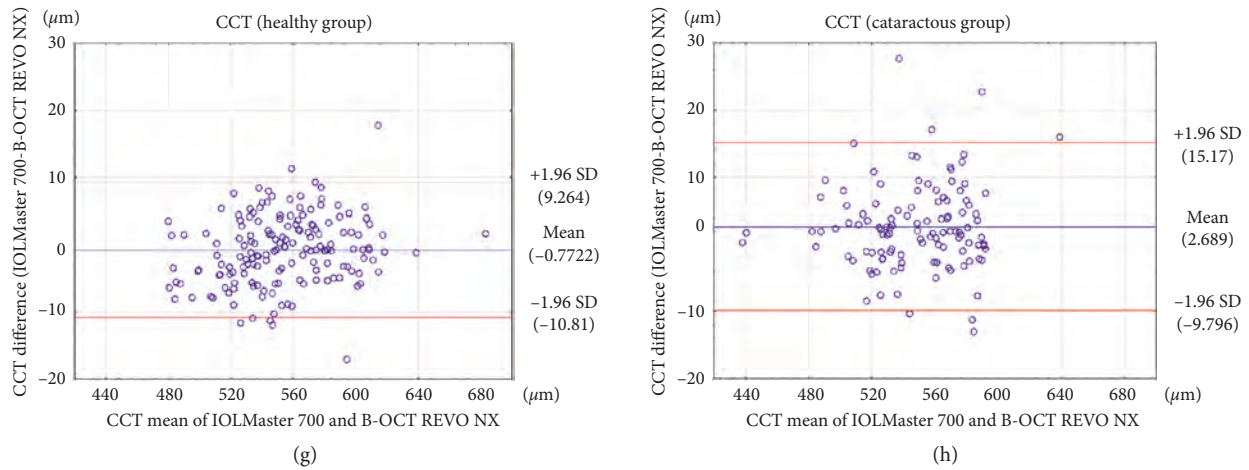 (µm)
CCT (healthy group)
CCT difference (IOLMaster 700-B-OCT REVO NX)
30
20
10
0
−10
−20
+1.96 SD
(9.264)
Mean
(−0.7722)
−1.96 SD
(−10.81)
440
480
520
560
600
640
680
(µm)
CCT mean of IOLMaster 700 and B-OCT REVO NX
(g)
(µm)
CCT (cataractous group)
CCT difference (IOLMaster 700-B-OCT REVO NX)
30
20
10
0
−10
−20
+1.96 SD
(15.17)
Mean
(2.689)
−1.96 SD
(−9.796)
440
480
520
560
600
640
680
(µm)
CCT mean of IOLMaster 700 and B-OCT REVO NX
(h)